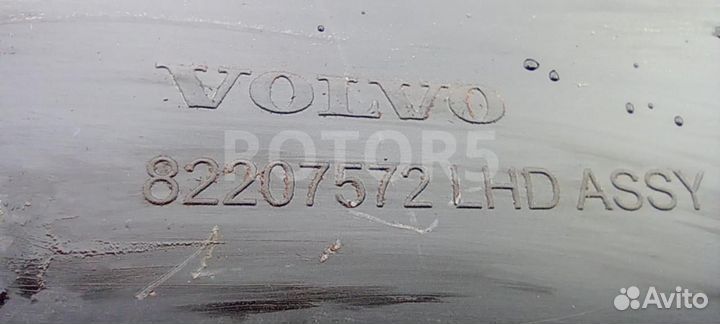 VOLVO
ROTOR5
82207572 LHD ASSY
Avito